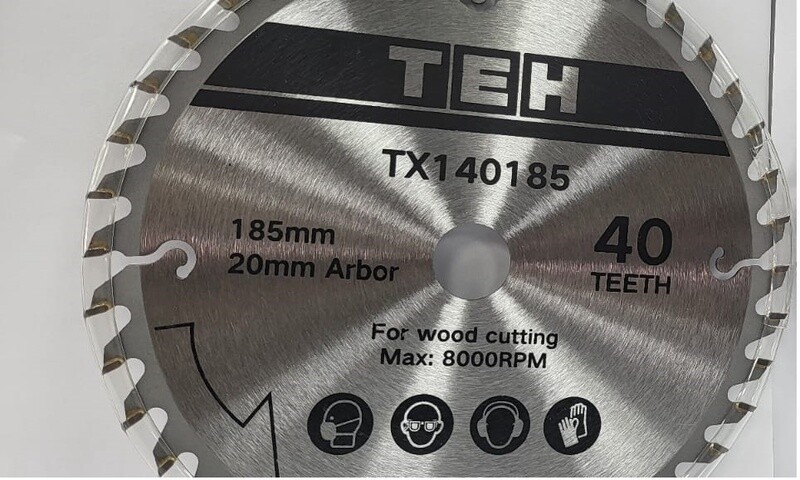 TEH
TX140185
185mm
20mm Arbor
40
TEETH
For wood cutting
Max: 8000RPM